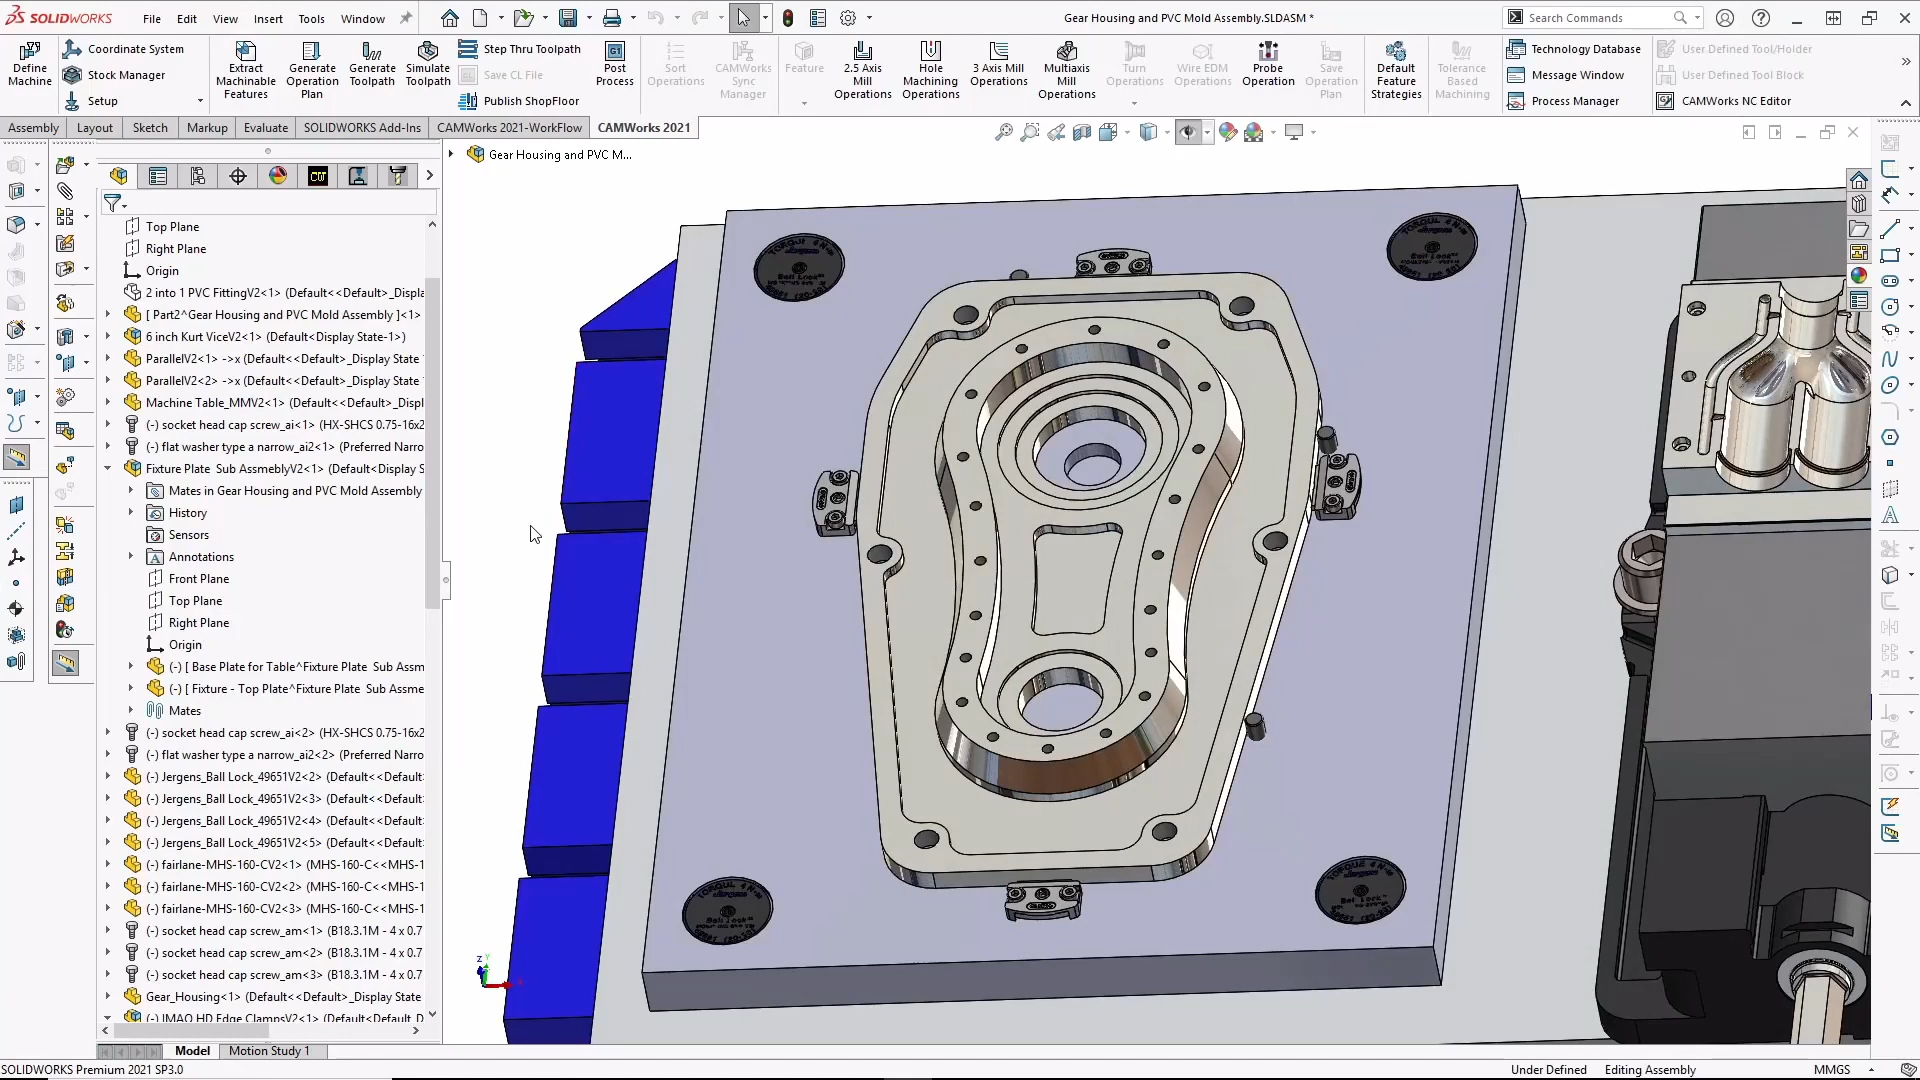 SOLIDWORKS
File
Edit
View
Insert
Tools
Window
Gear Housing and PVC Mold Assembly.SLDASM *
Search Commands
Define
Machine
Coordinate System
Stock Manager
Setup
Extract
Machinable
Features
Generate
Operation
Plan
Generate
Toolpath
Simulate
Toolpath
Step Thru Toolpath
Save CL File
Publish ShopFloor
G1
Post
Process
Sort
Operations
CAMWorks
Sync
Manager
Feature
2.5 Axis
Mill
Operations
Hole
Machining
Operations
3 Axis Mill
Operations
Multiaxis
Mill
Operations
Turn
Operations
Wire EDM
Operations
Probe
Operation
Save
Operation
Plan
Default
Feature
Strategies
Tolerance
Based
Machining
Technology Database
Message Window
Process Manager
User Defined Tool/Holder
User Defined Tool Block
CAMWorks NC Editor
Assembly
Layout
Sketch
Markup
Evaluate
SOLIDWORKS Add-Ins
CAMWorks 2021-WorkFlow
CAMWorks 2021
Gear Housing and PVC M...
Top Plane
Right Plane
Origin
2 into 1 PVC FittingV2<1> (Default<<Default>_Displa
[ Part2^Gear Housing and PVC Mold Assembly ]<1>
6 inch Kurt ViceV2<1> (Default<Default_Display State-1>)
ParallelV2<1> ->x (Default<<Default>_Display State
ParallelV2<2> ->x (Default<<Default>_Display State
Machine Table_MMV2<1> (Default<<Default>_Displ
(-) socket head cap screw_ai<1> (HX-SHCS 0.75-16x2
(-) flat washer type a narrow_ai2<1> (Preferred Narro
Fixture Plate Sub AssmeblyV2<1> (Default<Display S
Mates in Gear Housing and PVC Mold Assembly
History
Sensors
Annotations
Front Plane
Top Plane
Right Plane
Origin
(-) [ Base Plate for Table^Fixture Plate Sub Assm
(-) [ Fixture - Top Plate^Fixture Plate Sub Assme
Mates
(-) socket head cap screw_ai<2> (HX-SHCS 0.75-16x2
(-) flat washer type a narrow_ai2<2> (Preferred Narro
(-) Jergens_Ball Lock_49651V2<2> (Default<<Default
(-) Jergens_Ball Lock_49651V2<3> (Default<<Default
(-) Jergens_Ball Lock_49651V2<4> (Default<<Default
(-) Jergens_Ball Lock_49651V2<5> (Default<<Default
(-) fairlane-MHS-160-CV2<1> (MHS-160-C<<MHS-1
(-) fairlane-MHS-160-CV2<2> (MHS-160-C<<MHS-1
(-) fairlane-MHS-160-CV2<3> (MHS-160-C<<MHS-1
(-) socket head cap screw_am<1> (B18.3.1M - 4 x 0.7
(-) socket head cap screw_am<2> (B18.3.1M - 4 x 0.7
(-) socket head cap screw_am<3> (B18.3.1M - 4 x 0.7
Gear_Housing<1> (Default<<Default>_Display State
(-) IMAO HD Edge ClampsV2<1> (Default<Default_D
Model
Motion Study 1
SOLIDWORKS Premium 2021 SP3.0
Under Defined
Editing Assembly
MMGS